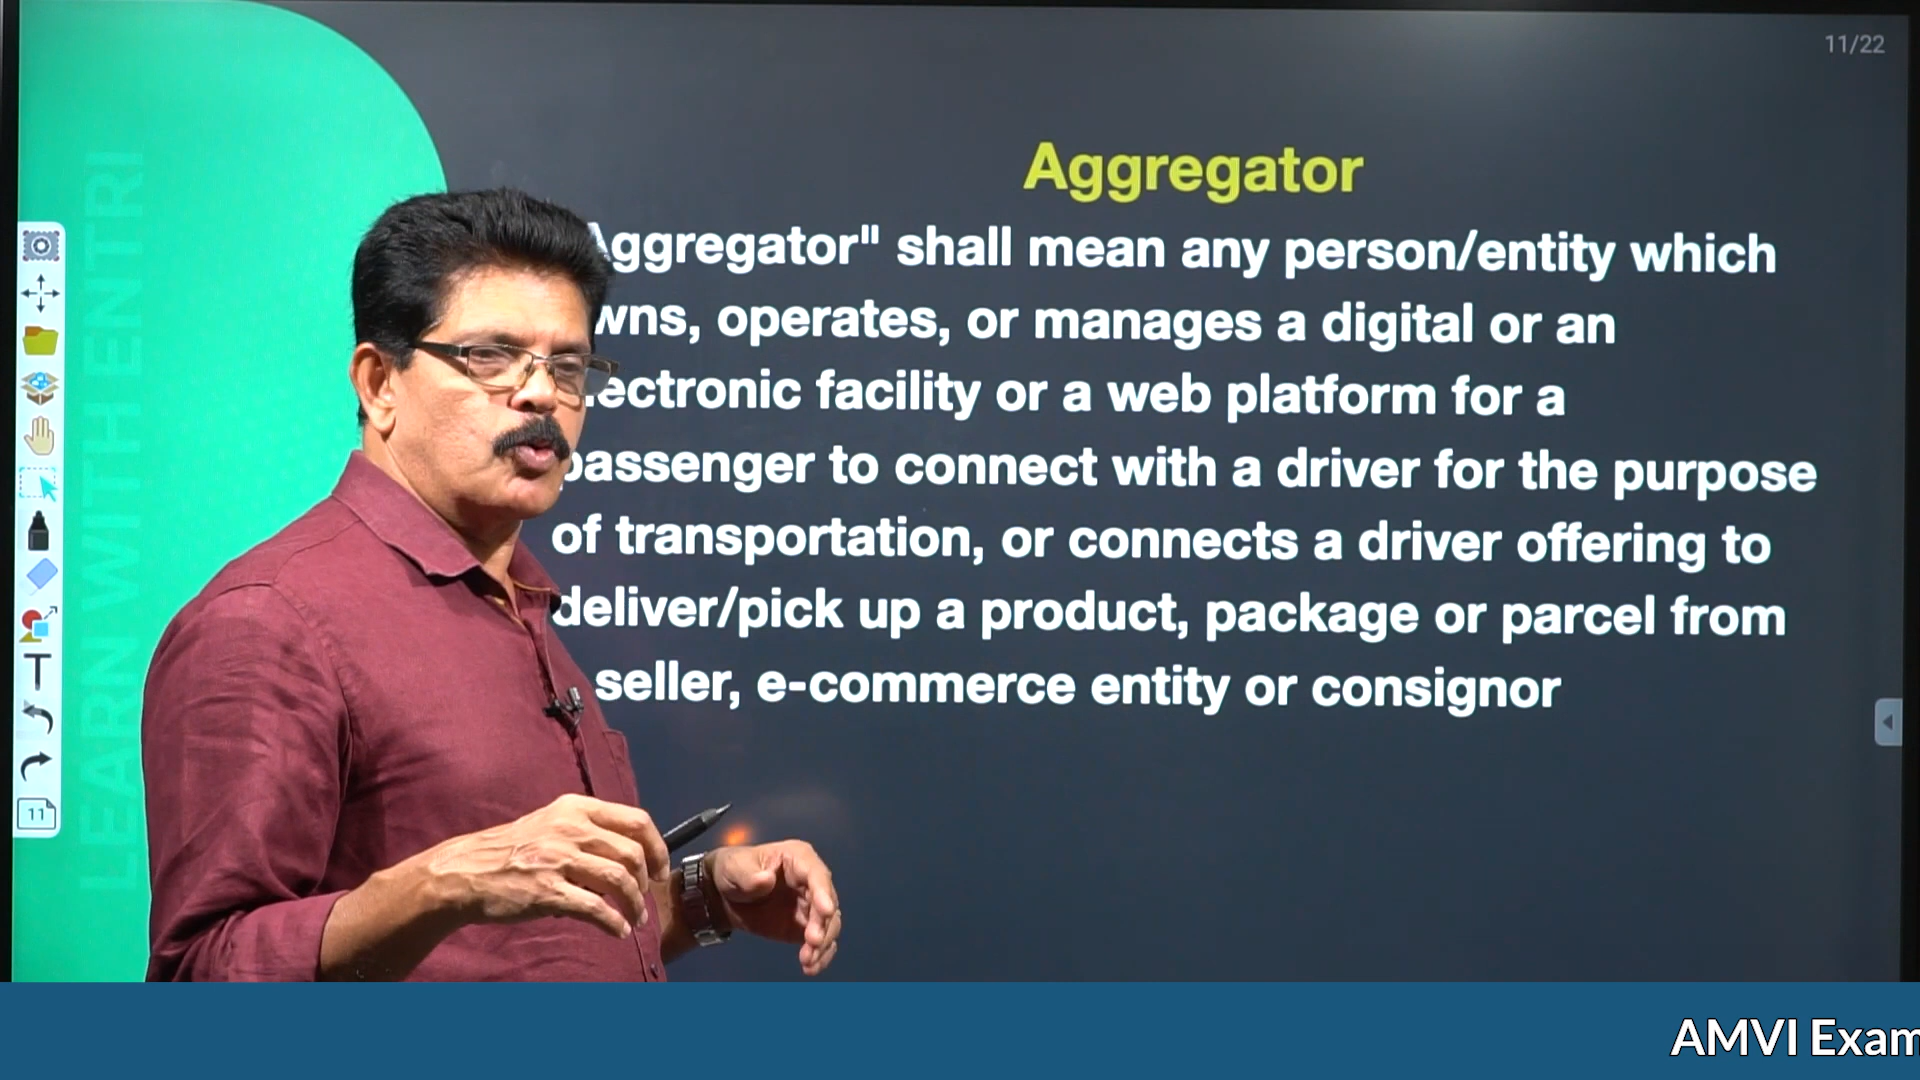 11/22
Aggregator
Aggregator" shall mean any person/entity which
owns, operates, or manages a digital or an
electronic facility or a web platform for a
passenger to connect with a driver for the purpose
of transportation, or connects a driver offering to
deliver/pick up a product, package or parcel from
seller, e-commerce entity or consignor
LEARN WITH ENTRI
T
11
AMVI Exam